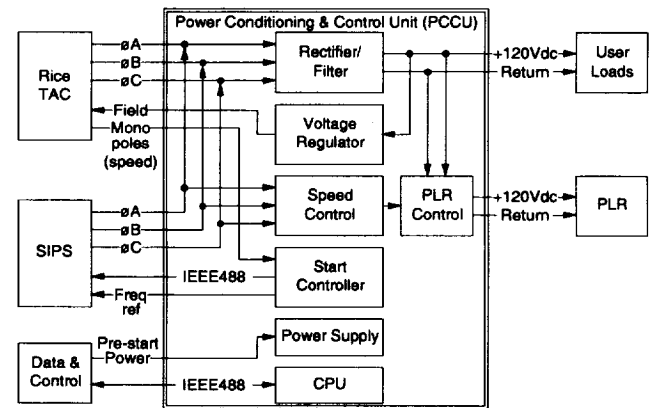 Power Conditioning & Control Unit (PCCU)
Rice
TAC
øA
øB
øC
Field
Mono
poles
(speed)
Rectifier/
Filter
+120Vdc
Return
User
Loads
Voltage
Regulator
SIPS
øA
øB
øC
IEEE488
Freq
ref
Speed
Control
PLR
Control
+120Vdc
Return
PLR
Start
Controller
Data &
Control
Pre-start
Power
IEEE488
Power Supply
CPU